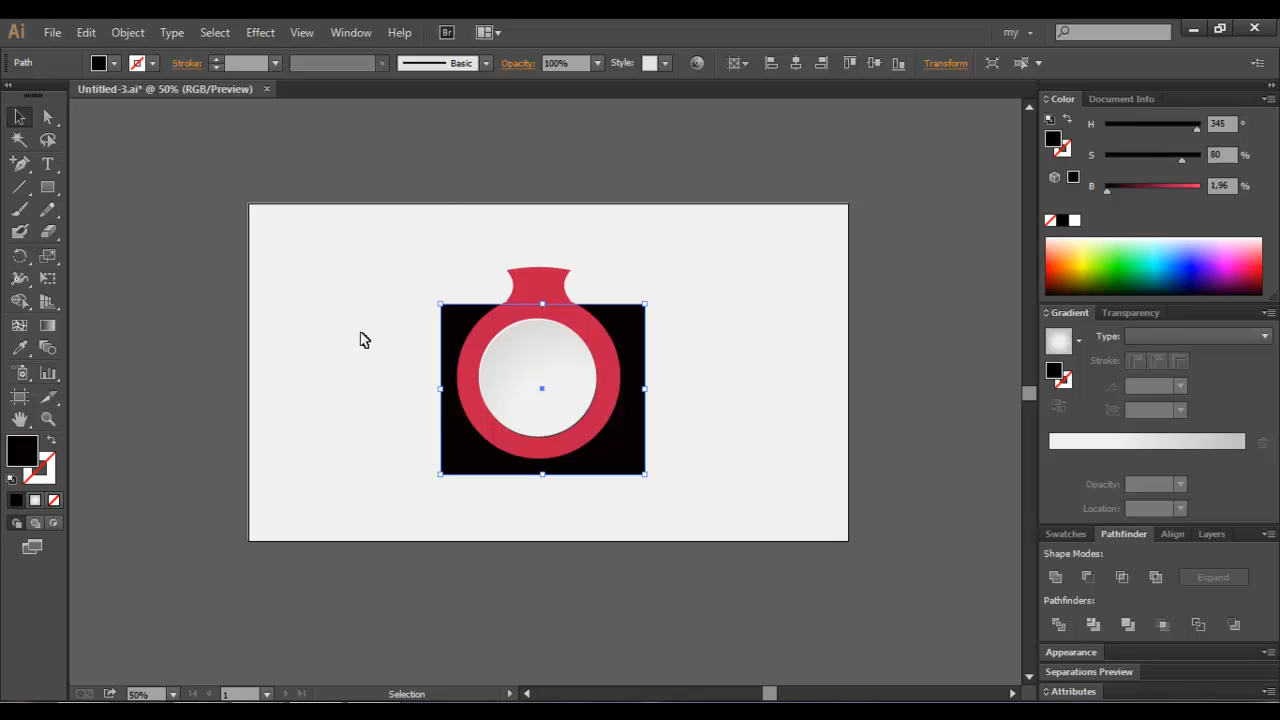 Ai File Edit Object Type Select Effect View Window Help Br my
Path Stroke: Basic Opacity: 100% Style: Transform
Untitled-3.ai* @ 50% (RGB/Preview) ×
Color Document Info
H 345 °
S 80 %
B 1,96 %
Gradient Transparency
Type:
Stroke:
Opacity:
Location:
Swatches Pathfinder Align Layers
Shape Modes:
Expand
Pathfinders:
Appearance
Separations Preview
Attributes
50% 1 Selection